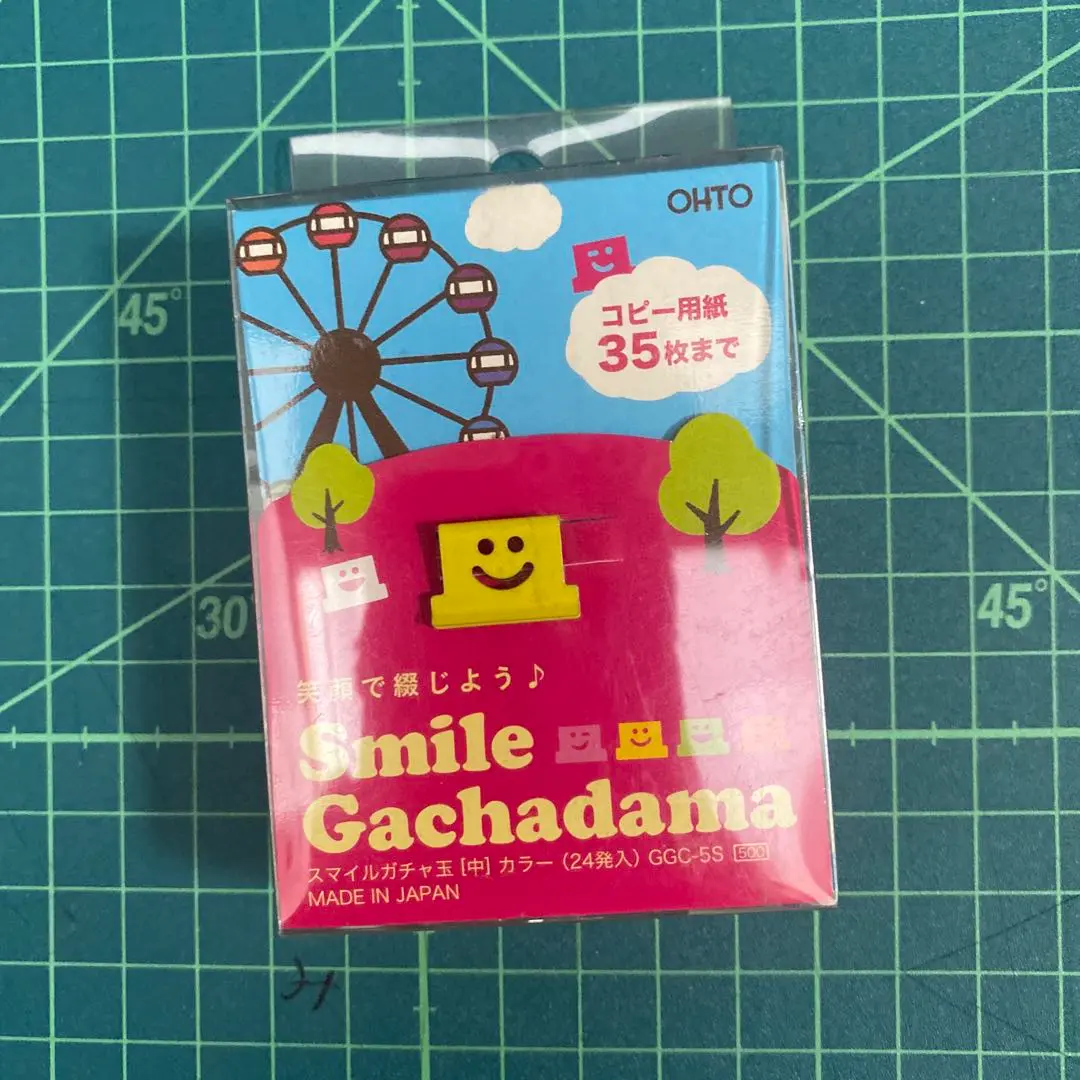 OHTO
コピー用紙
35枚まで
45°
30
45°
笑顔で綴じよう♪
Smile
Gachadama
スマイルガチャ玉 [中] カラー (24発入) GGC-5S 500
MADE IN JAPAN